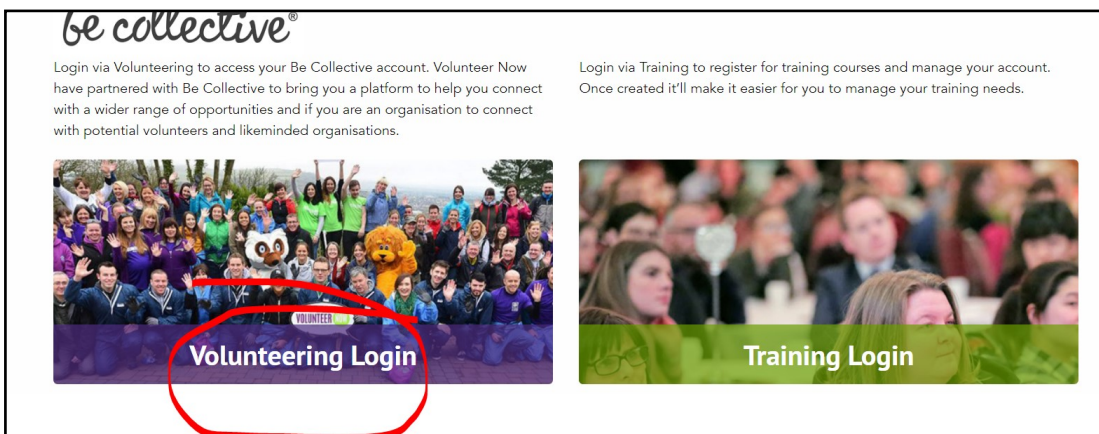 be collective®
Login via Volunteering to access your Be Collective account. Volunteer Now
have partnered with Be Collective to bring you a platform to help you connect
with a wider range of opportunities and if you are an organisation to connect
with potential volunteers and likeminded organisations.
Login via Training to register for training courses and manage your account.
Once created it'll make it easier for you to manage your training needs.
VOLUNTEER
Volunteering Login
Training Login